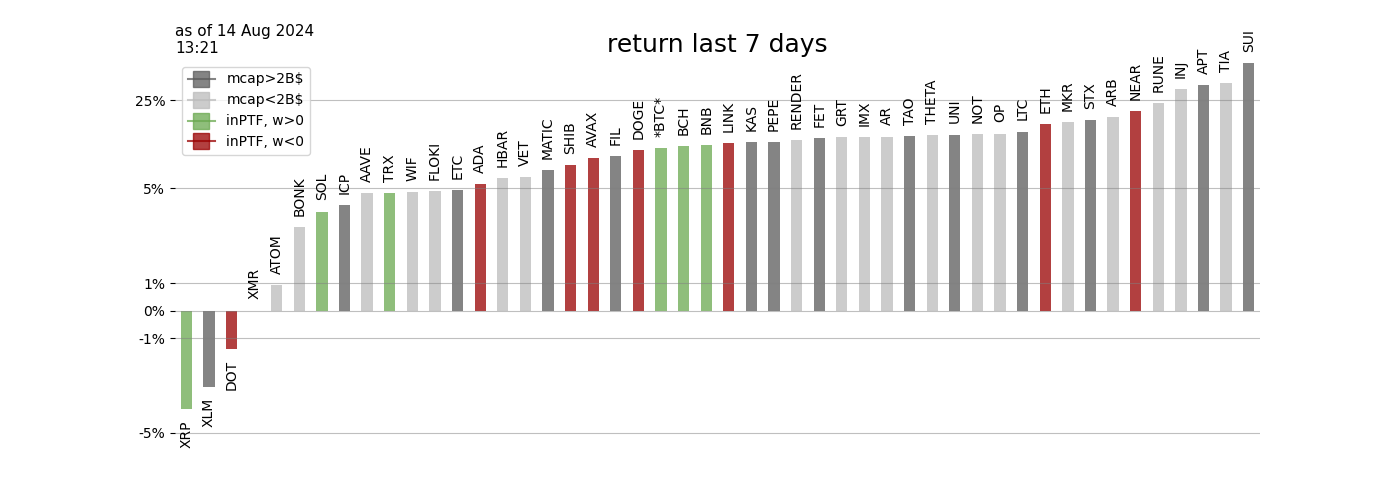 as of 14 Aug 2024
13:21
return last 7 days
mcap>2B$
mcap<2B$
inPTF, w>0
inPTF, w<0
25%
5%
1%
0%
-1%
-5%
XRP
XLM
DOT
XMR
ATOM
BONK
SOL
ICP
AAVE
TRX
WIF
FLOKI
ETC
ADA
HBAR
VET
MATIC
SHIB
AVAX
FIL
DOGE
*BTC*
BCH
BNB
LINK
KAS
PEPE
RENDER
FET
GRT
IMX
AR
TAO
THETA
UNI
NOT
OP
LTC
ETH
MKR
STX
ARB
NEAR
RUNE
INJ
APT
TIA
SUI